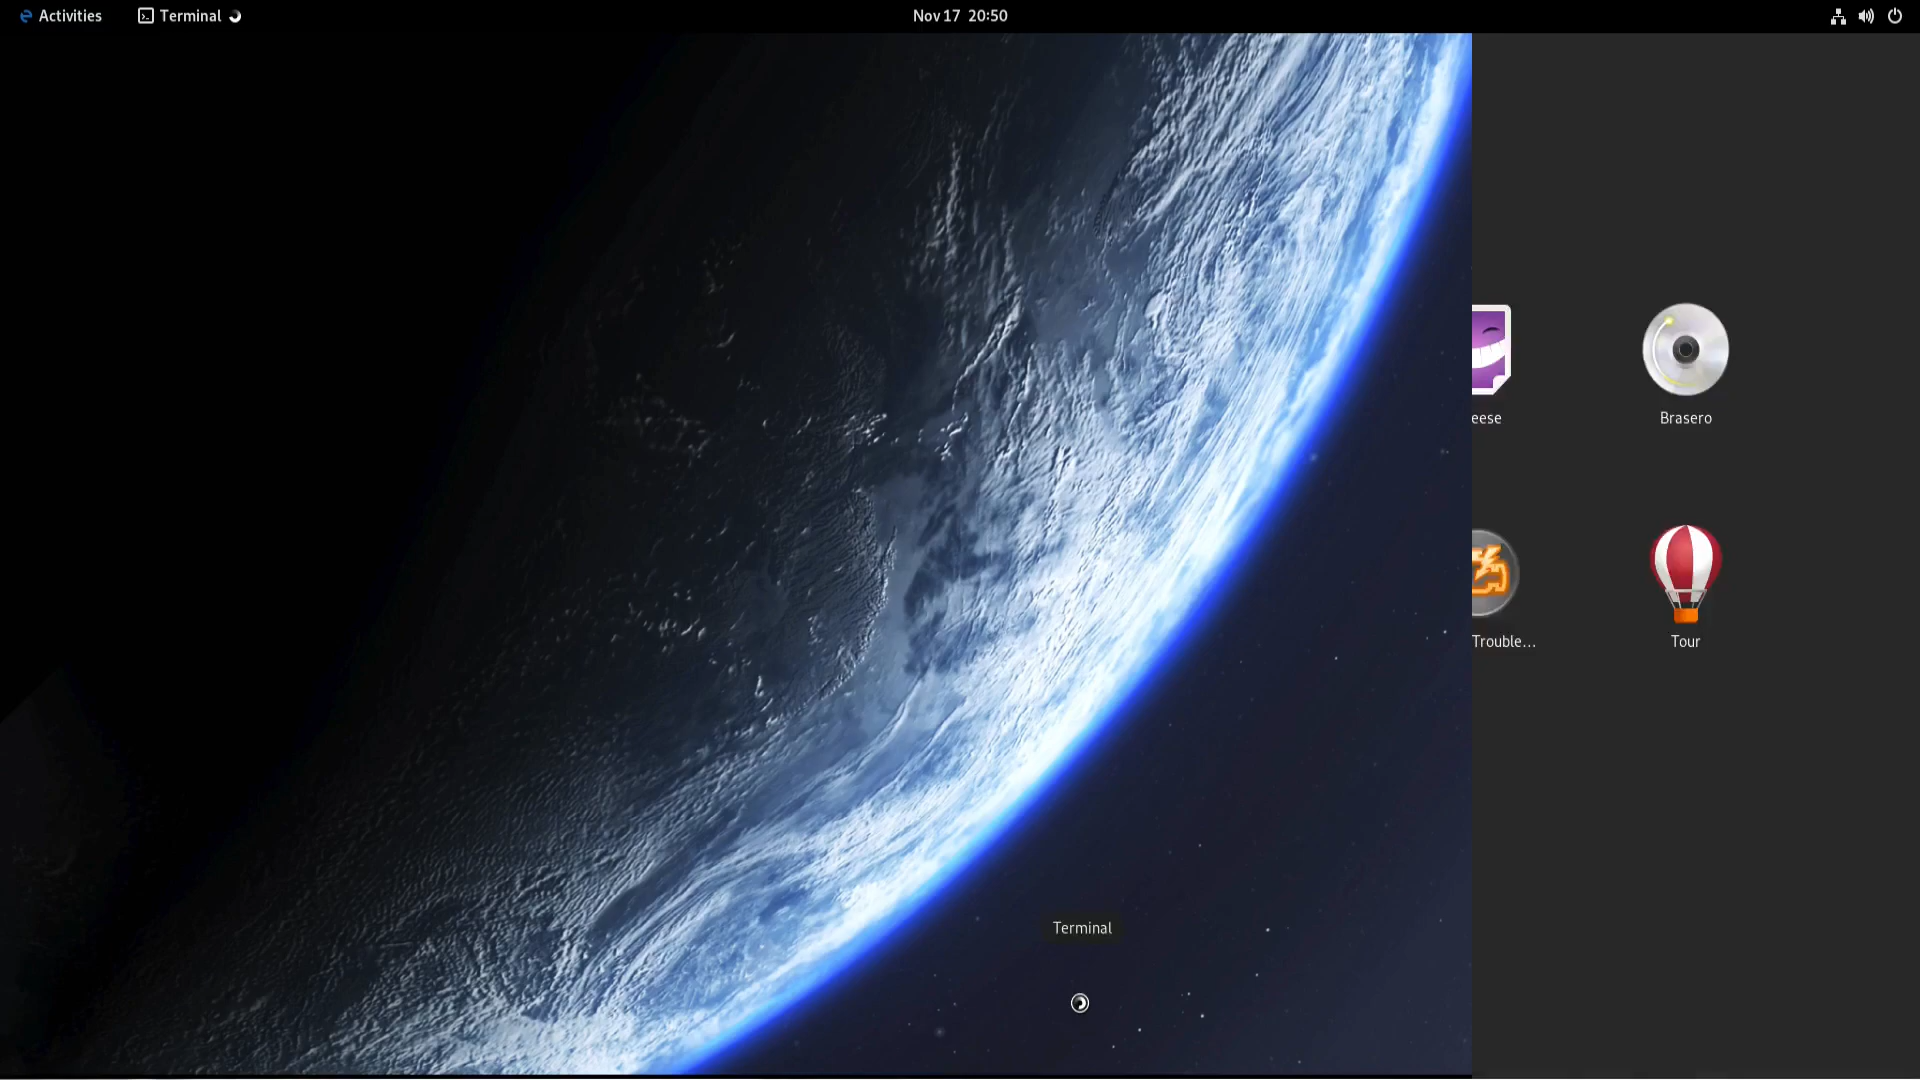 Activities
Terminal
Nov 17 20:50
eese
Brasero
Trouble...
Tour
Terminal